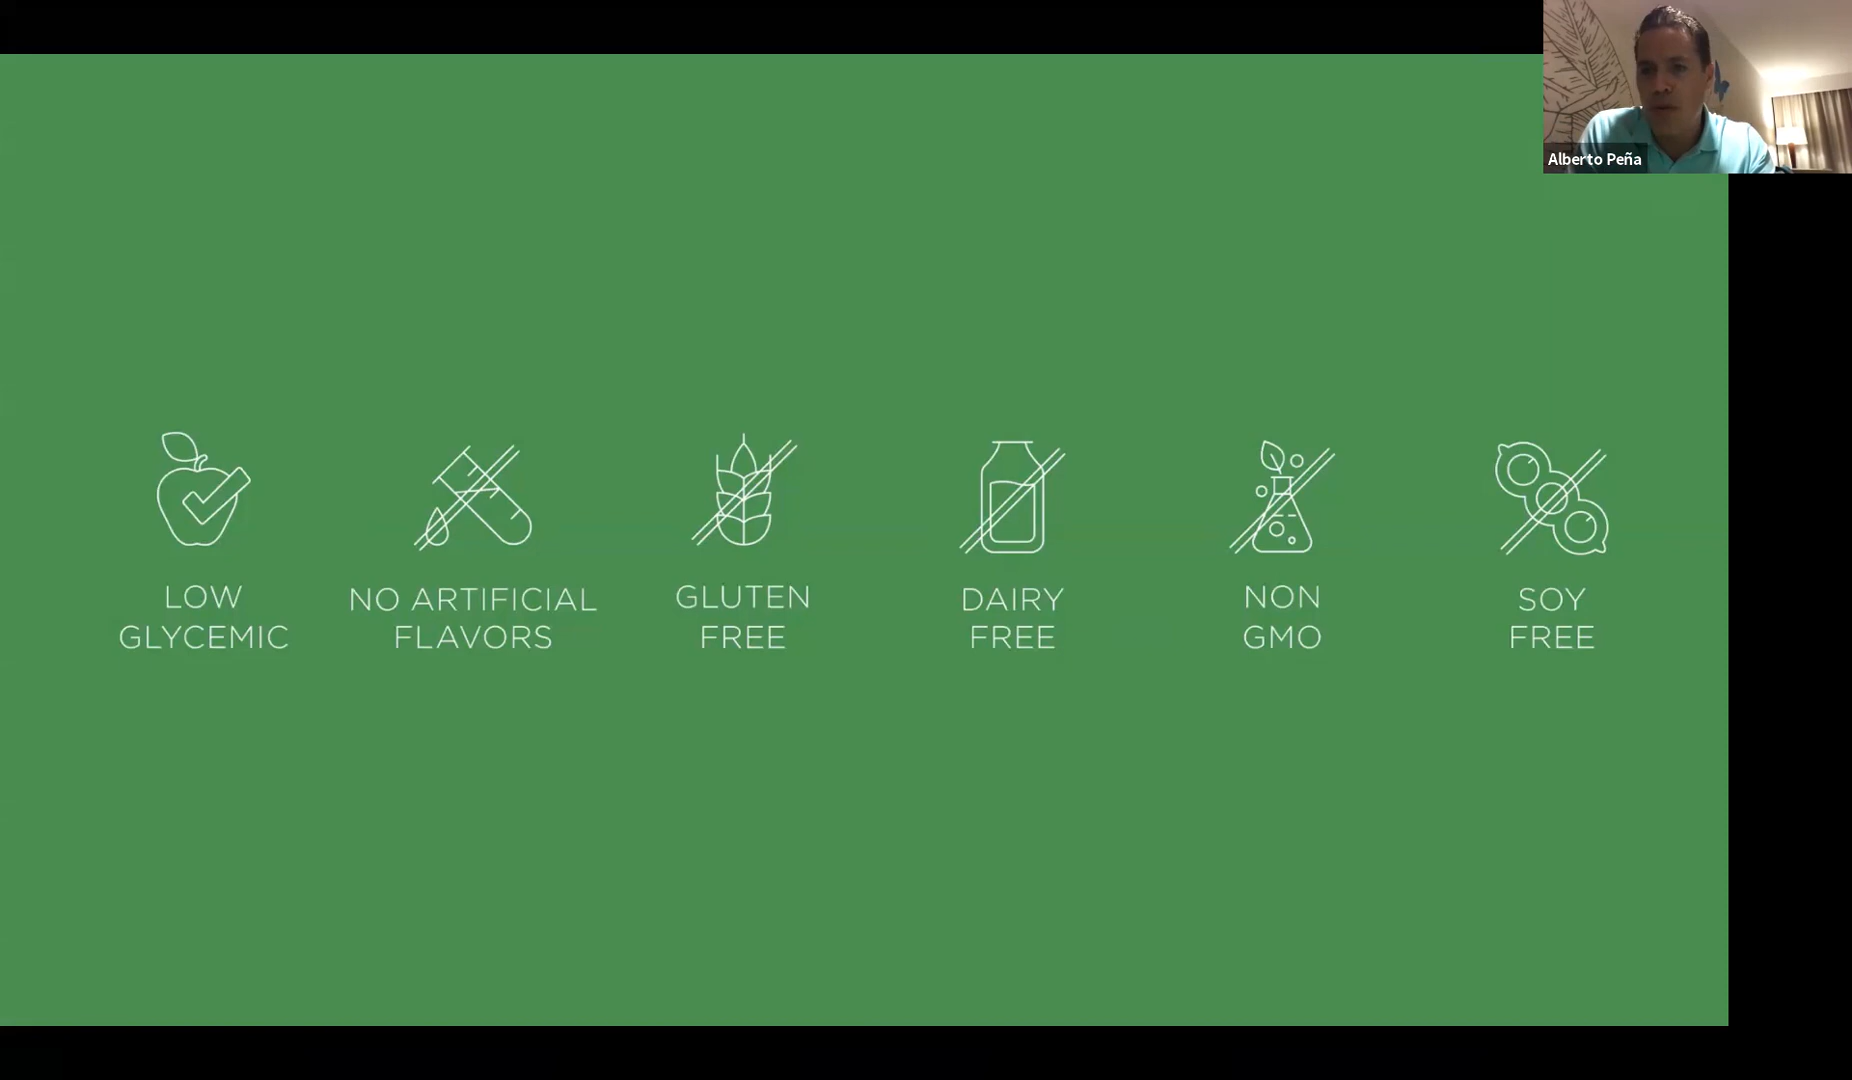 Alberto Peña
LOW
GLYCEMIC
NO ARTIFICIAL
FLAVORS
GLUTEN
FREE
DAIRY
FREE
NON
GMO
SOY
FREE